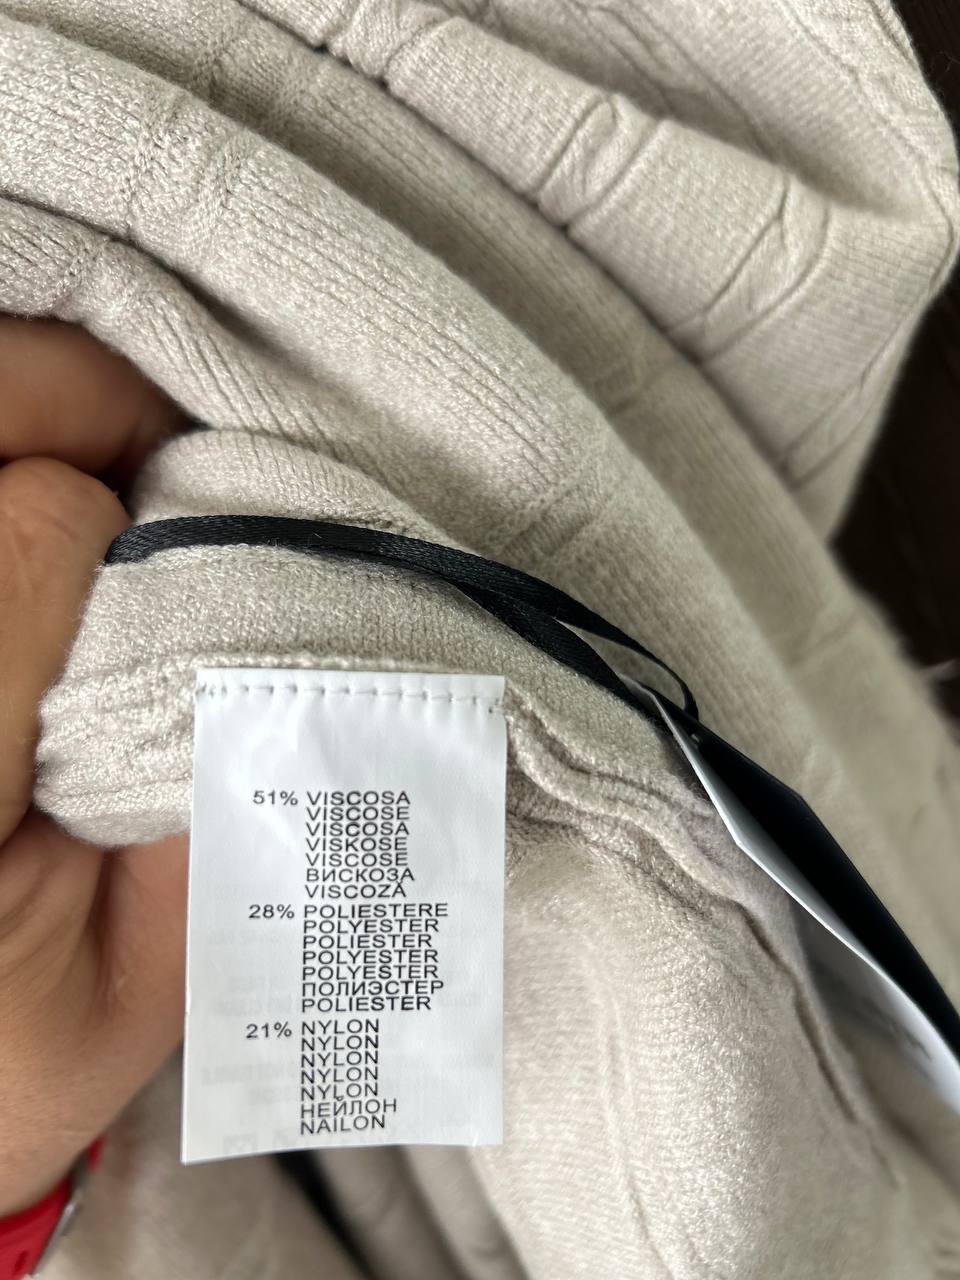 51% VISCOSA
VISCOSE
VISCOSA
VISKOSE
VISCOSE
ВИСКОЗА
VISCOZĂ
28% POLIESTERE
POLYESTER
POLIESTER
POLYESTER
POLYESTER
ПОЛИЭСТЕР
POLIESTER
21% NYLON
NYLON
NYLON
NYLON
NYLON
НЕЙЛОН
NAILON